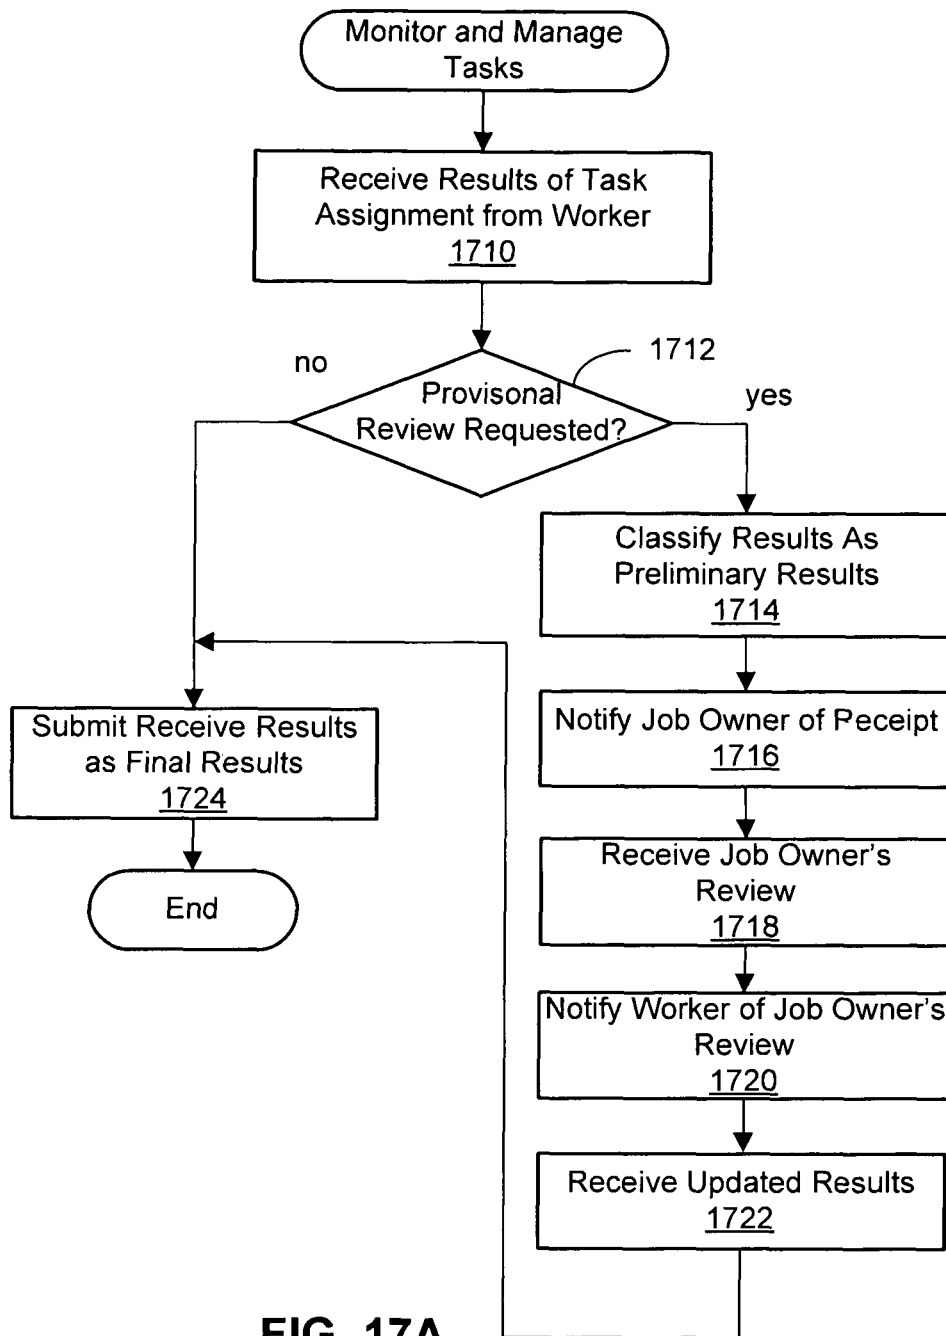 Monitor and Manage
Tasks
Receive Results of Task
Assignment from Worker
1710
1712
no
yes
Provisonal
Review Requested?
Classify Results As
Preliminary Results
1714
Notify Job Owner of Peceipt
1716
Submit Receive Results
as Final Results
1724
Receive Job Owner's
Review
1718
End
Notify Worker of Job Owner's
Review
1720
Receive Updated Results
1722
FIG. 17A